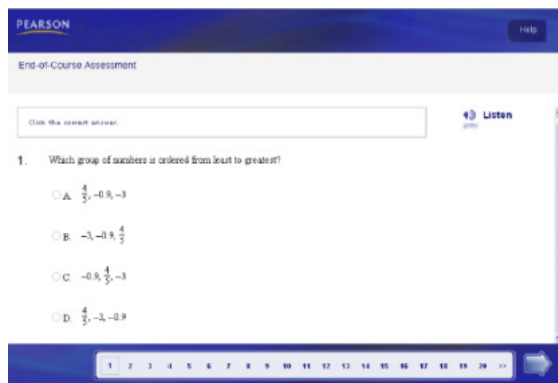 PEARSON
Help
End-of-Course Assessment
Click the correct answer.
Listen
1. Which group of numbers is ordered from least to greatest?
A. 4/5, -0.9, -3
B. -3, -0.9, 4/5
C. -0.9, 4/5, -3
D. 4/5, -3, -0.9
1 2 3 4 5 6 7 8 9 10 11 12 13 14 15 16 17 18 19 20 >>